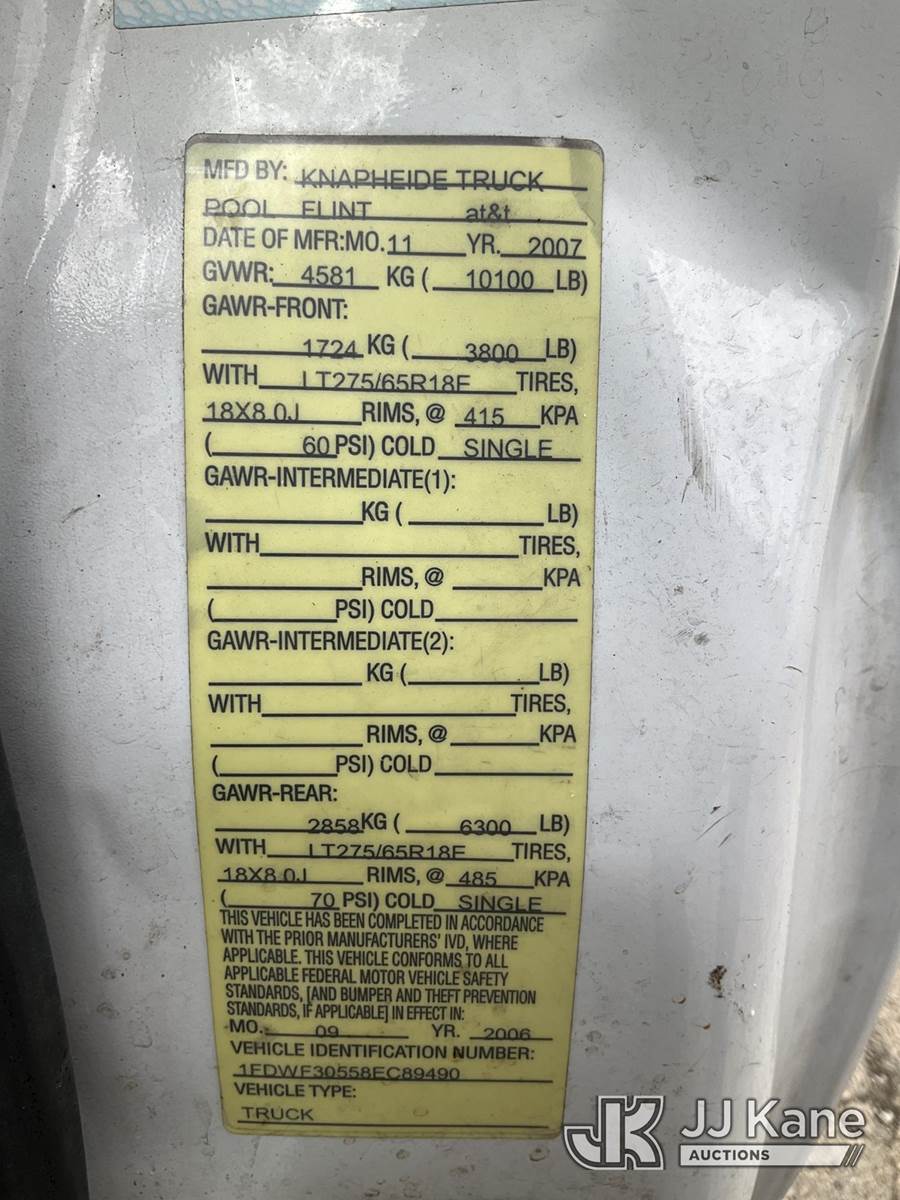 MFD BY: KNAPHEIDE TRUCK
POOL FLINT at&t
DATE OF MFR:MO.11 YR. 2007
GVWR: 4581 KG ( 10100 LB)
GAWR-FRONT:
1724 KG ( 3800 LB)
WITH LT275/65R18E TIRES,
18X8.0J RIMS, @ 415 KPA
( 60 PSI) COLD SINGLE
GAWR-INTERMEDIATE(1):
KG ( LB)
WITH TIRES,
RIMS, @ KPA
( PSI) COLD
GAWR-INTERMEDIATE(2):
KG ( LB)
WITH TIRES,
RIMS, @ KPA
( PSI) COLD
GAWR-REAR:
2858 KG ( 6300 LB)
WITH LT275/65R18E TIRES,
18X8.0J RIMS, @ 485 KPA
( 70 PSI) COLD SINGLE
THIS VEHICLE HAS BEEN COMPLETED IN ACCORDANCE
WITH THE PRIOR MANUFACTURERS' IVD, WHERE
APPLICABLE. THIS VEHICLE CONFORMS TO ALL
APPLICABLE FEDERAL MOTOR VEHICLE SAFETY
STANDARDS, [AND BUMPER AND THEFT PREVENTION
STANDARDS, IF APPLICABLE] IN EFFECT IN:
MO. 09 YR. 2006
VEHICLE IDENTIFICATION NUMBER:
1FDWF30558EC89490
VEHICLE TYPE:
TRUCK
JK JJ Kane
AUCTIONS